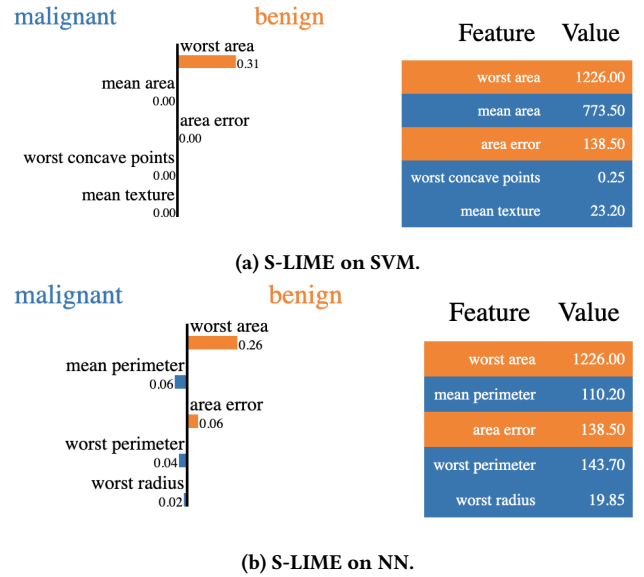 malignant benign
worst area
0.31
mean area
0.00
area error
0.00
worst concave points
0.00
mean texture
0.00
Feature Value
worst area 1226.00
mean area 773.50
area error 138.50
worst concave points 0.25
mean texture 23.20
(a) S-LIME on SVM.
malignant benign
worst area
0.26
mean perimeter
0.06
area error
0.06
worst perimeter
0.04
worst radius
0.02
Feature Value
worst area 1226.00
mean perimeter 110.20
area error 138.50
worst perimeter 143.70
worst radius 19.85
(b) S-LIME on NN.